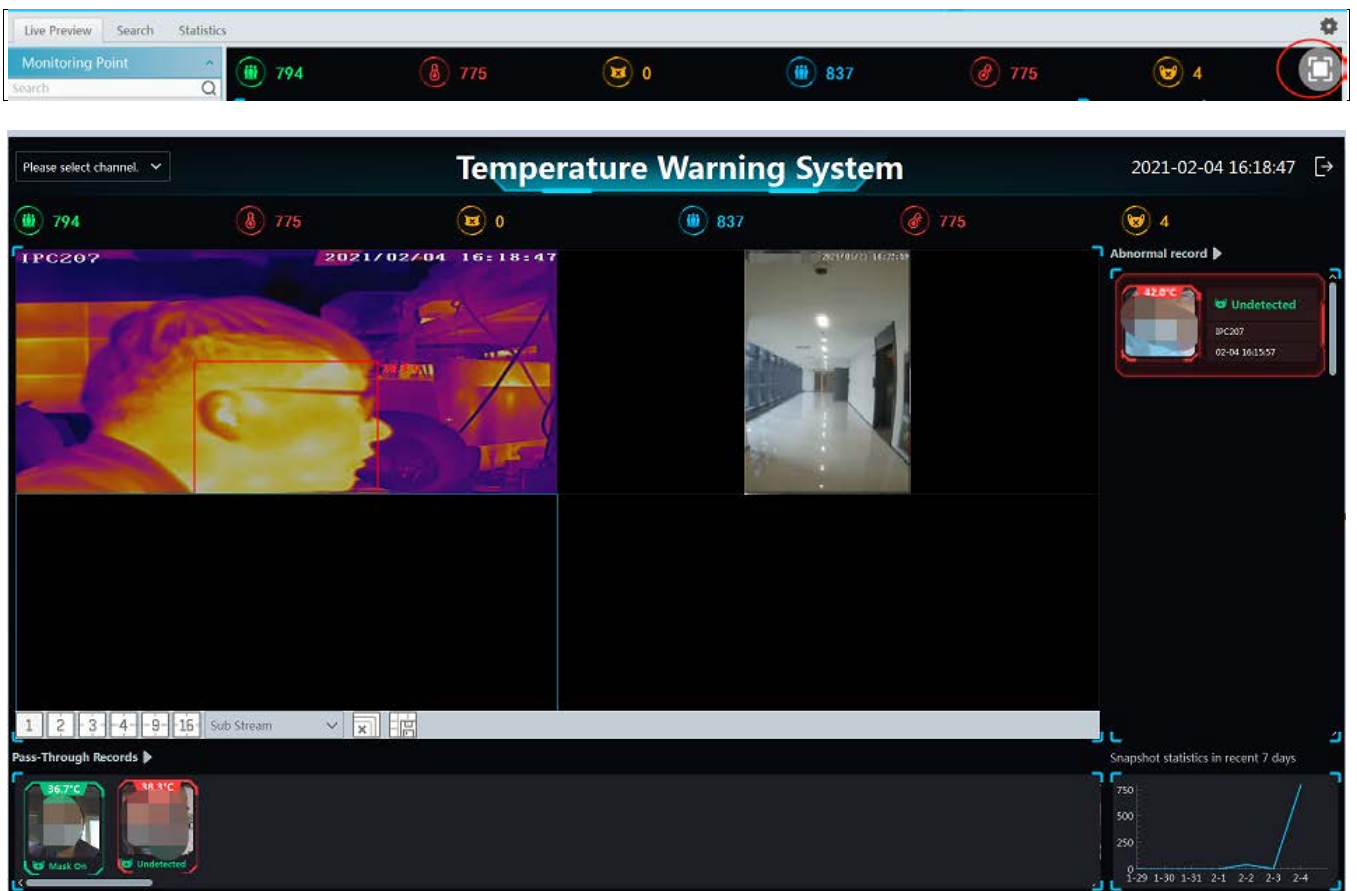 Live Preview Search Statistics
Monitoring Point
Search
794 775 0 837 775 4
Please select channel.
Temperature Warning System
2021-02-04 16:18:47
794 775 0 837 775 4
IPC207 2021/02/04 16:18:47
Abnormal record
42.0°C
Undetected
IPC207
02-04 16:15:57
1 2 3 4 9 16 Sub Stream
Pass-Through Records
36.7°C
Mask On
38.3°C
Undetected
Snapshot statistics in recent 7 days
750
500
250
0
1-29 1-30 1-31 2-1 2-2 2-3 2-4